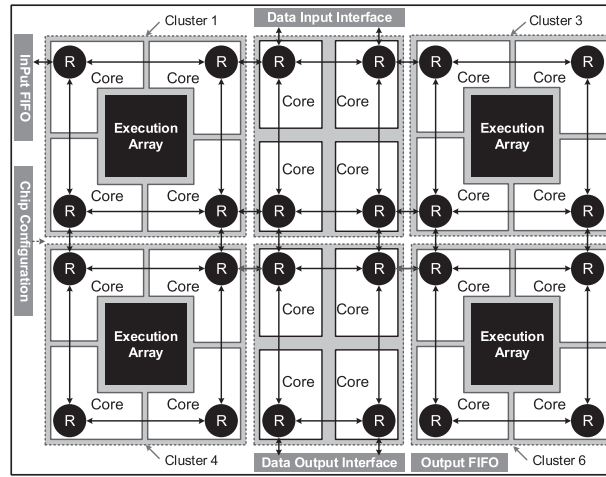 Cluster 1
Data Input Interface
Cluster 3
InPut FIFO
R
R
R
R
R
R
Core
Core
Core
Core
Core
Core
Execution
Array
Execution
Array
Core
Core
Core
Core
Core
Core
R
R
R
R
R
R
Chip Configuration
R
R
R
R
R
R
Core
Core
Core
Core
Core
Core
Execution
Array
Execution
Array
Core
Core
Core
Core
Core
Core
R
R
R
R
R
R
Cluster 4
Data Output Interface
Output FIFO
Cluster 6